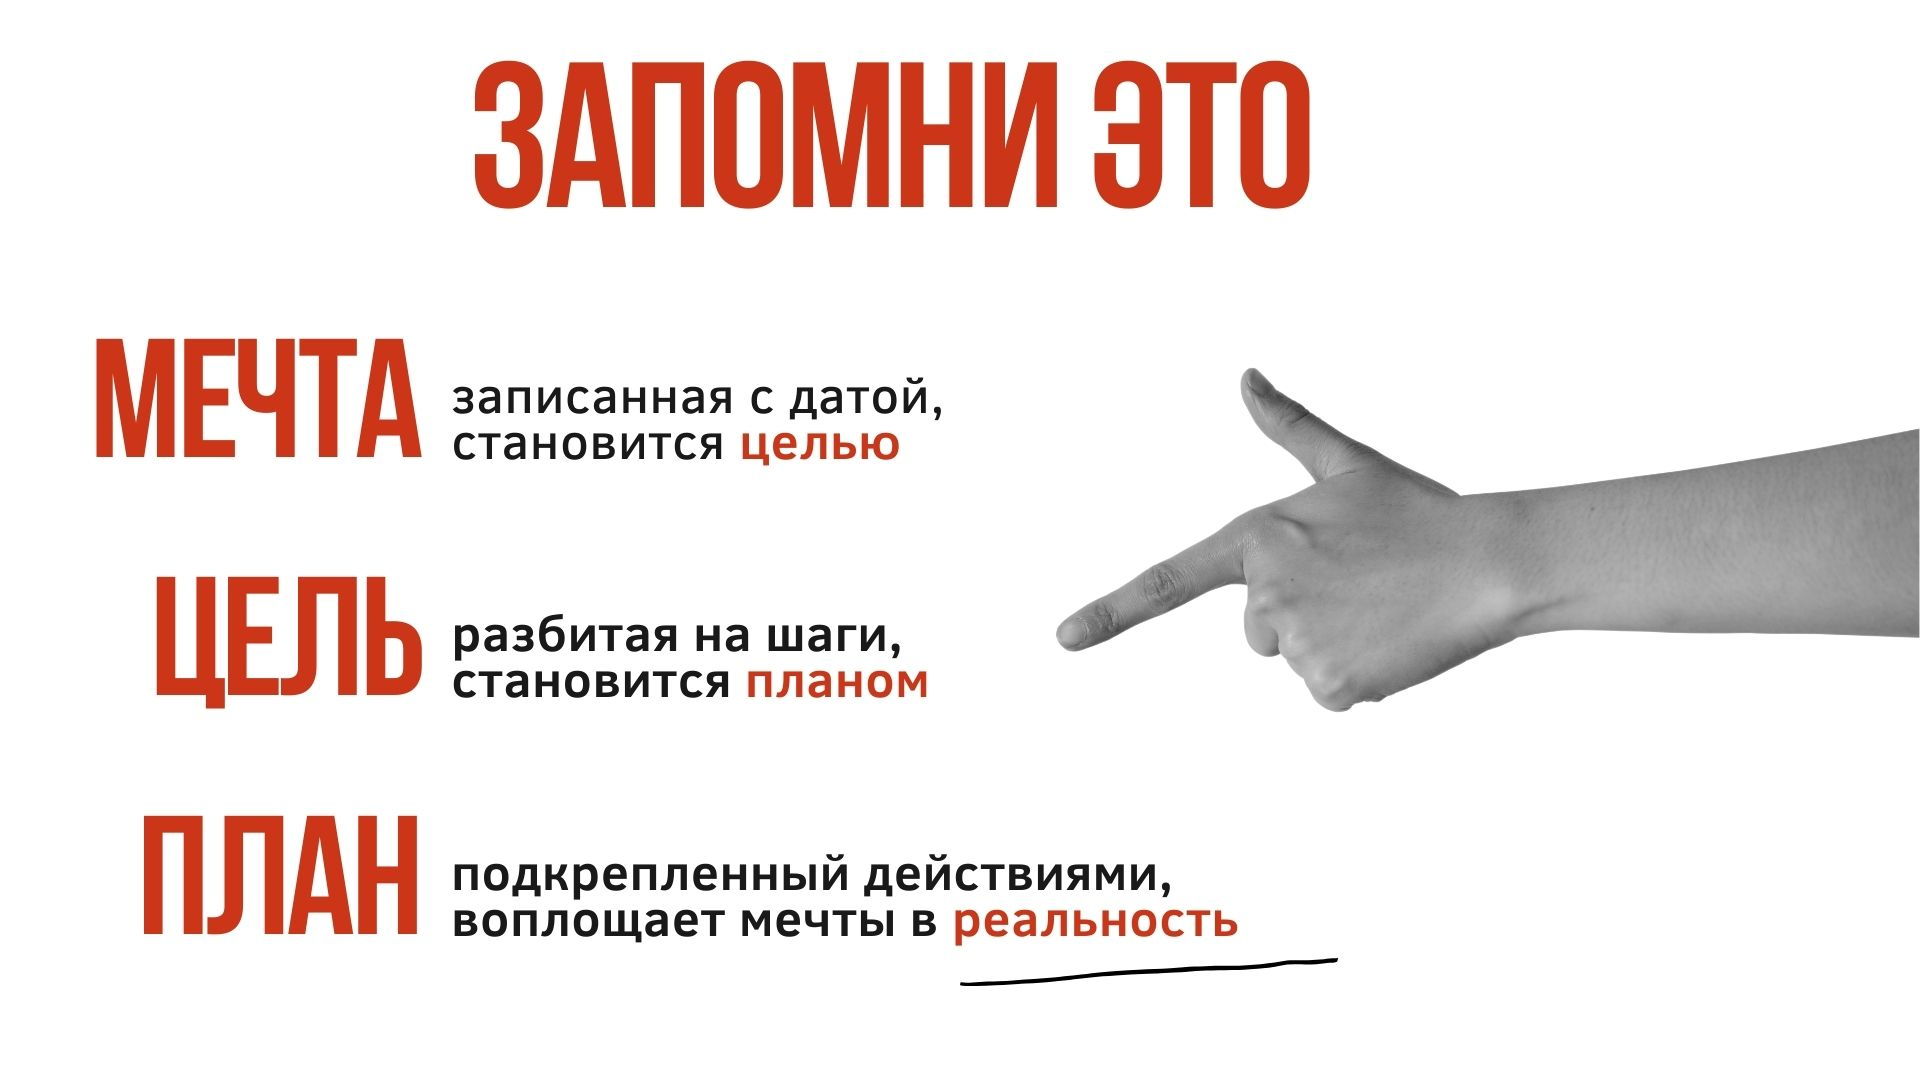 ЗАПОМНИ ЭТО
МЕЧТА записанная с датой,
становится целью
ЦЕЛЬ разбитая на шаги,
становится планом
ПЛАН подкрепленный действиями,
воплощает мечты в реальность